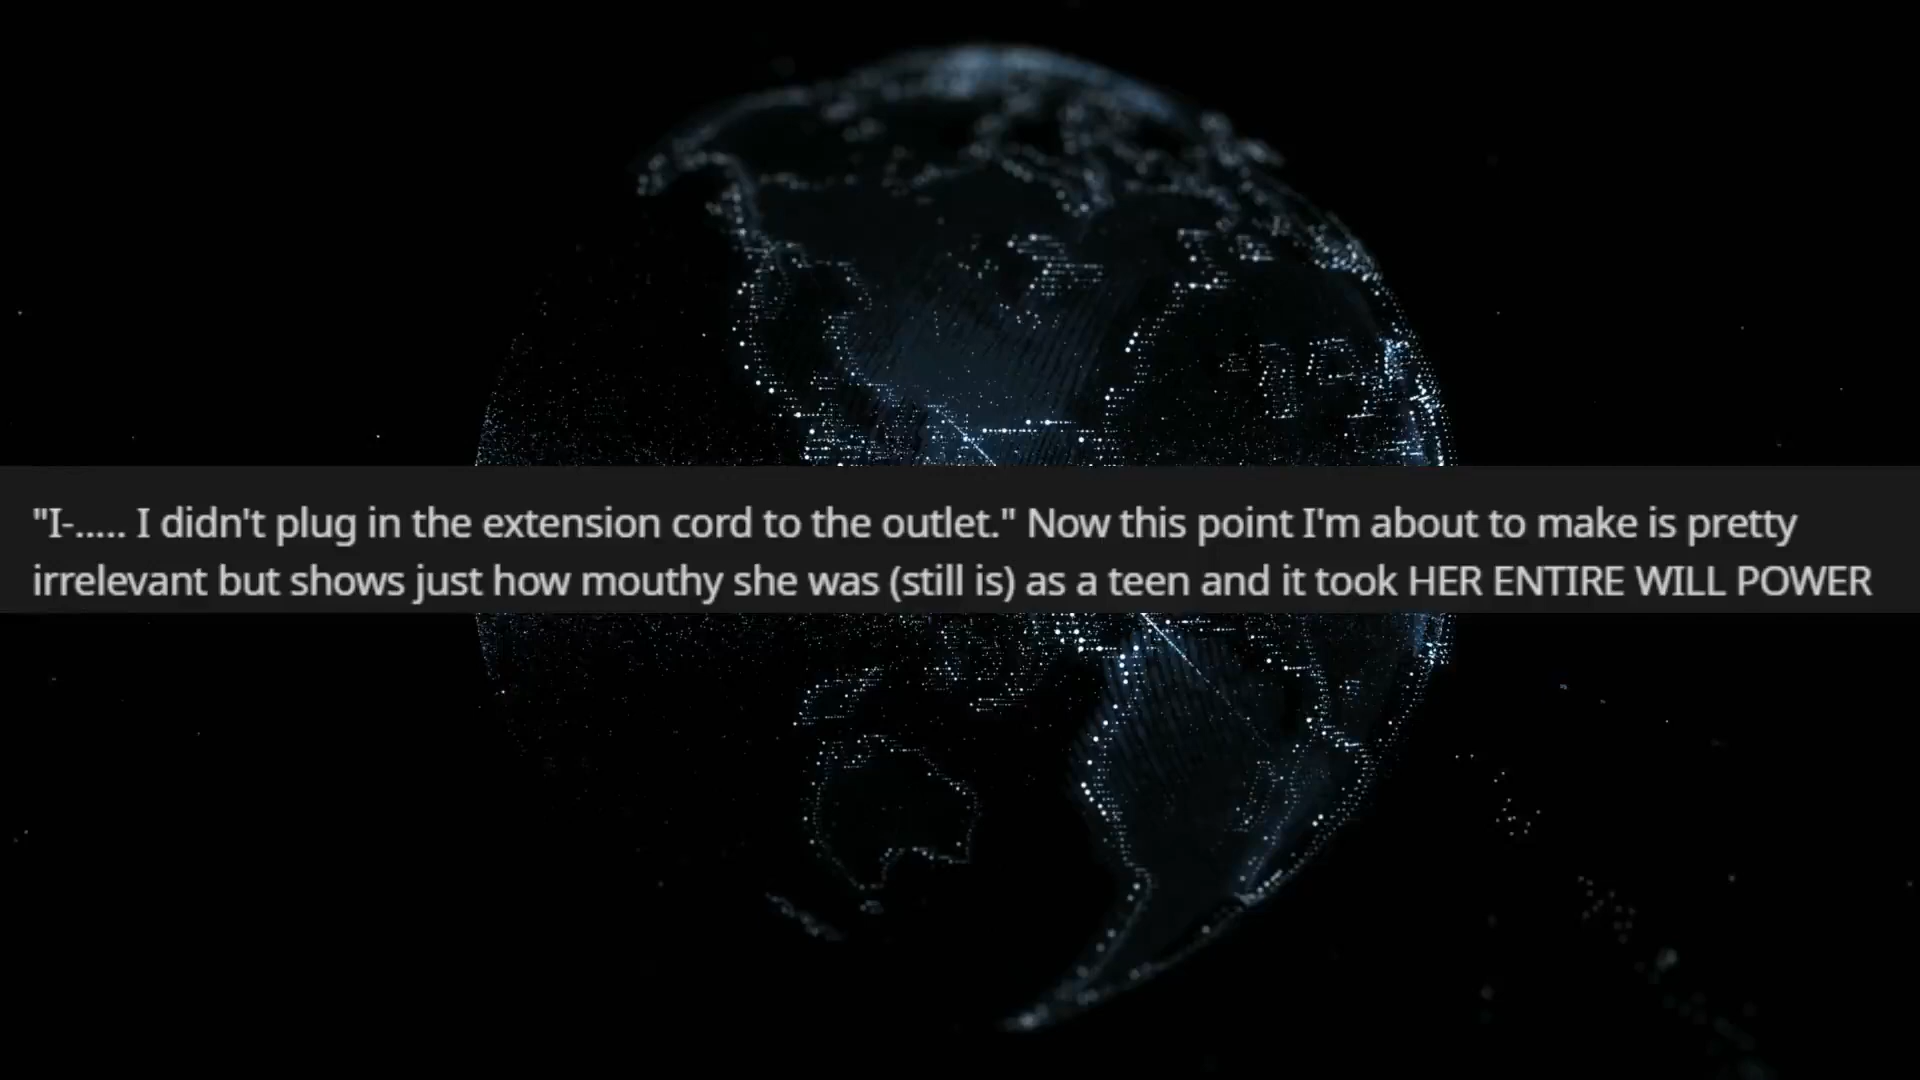 "I-..... I didn't plug in the extension cord to the outlet." Now this point I'm about to make is pretty
irrelevant but shows just how mouthy she was (still is) as a teen and it took HER ENTIRE WILL POWER